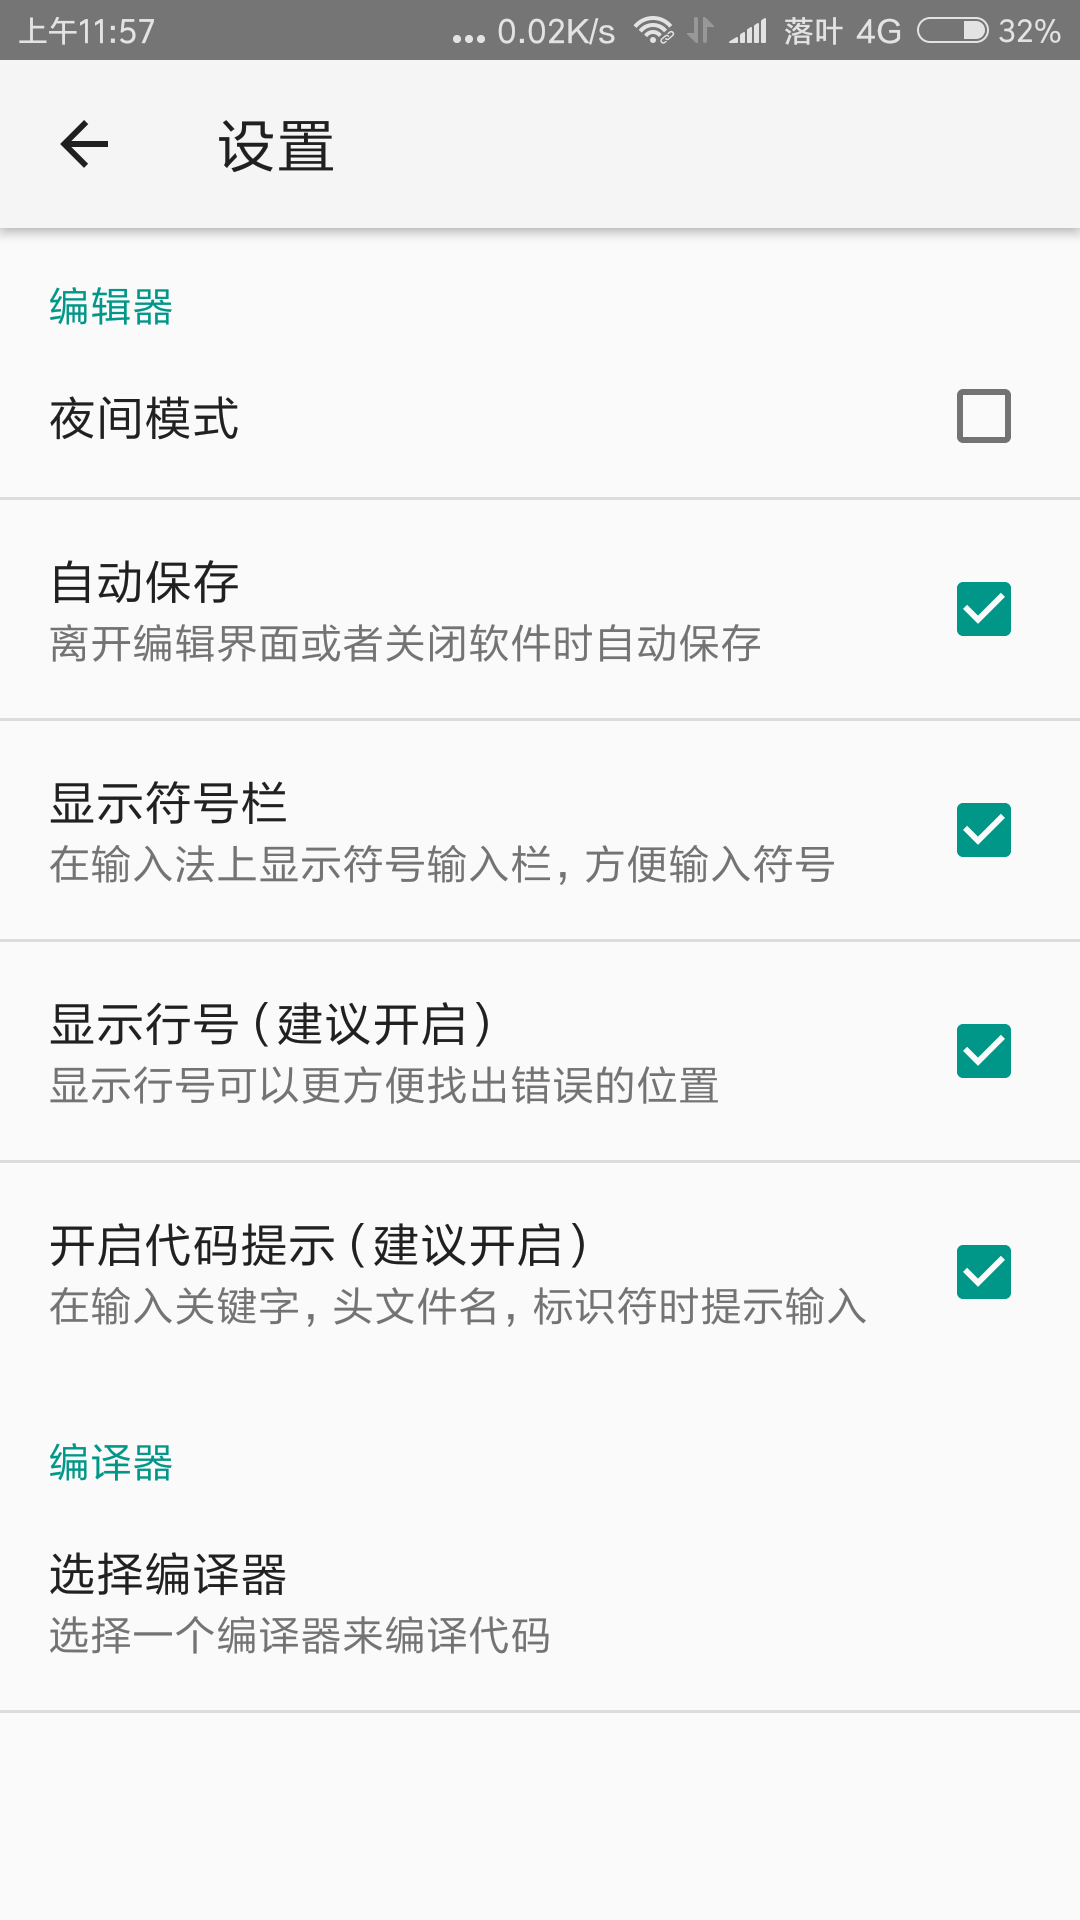 上午11:57 ... 0.02K/s 落叶 4G 32%
设置
编辑器
夜间模式
自动保存
离开编辑界面或者关闭软件时自动保存
显示符号栏
在输入法上显示符号输入栏，方便输入符号
显示行号（建议开启）
显示行号可以更方便找出错误的位置
开启代码提示（建议开启）
在输入关键字，头文件名，标识符时提示输入
编译器
选择编译器
选择一个编译器来编译代码